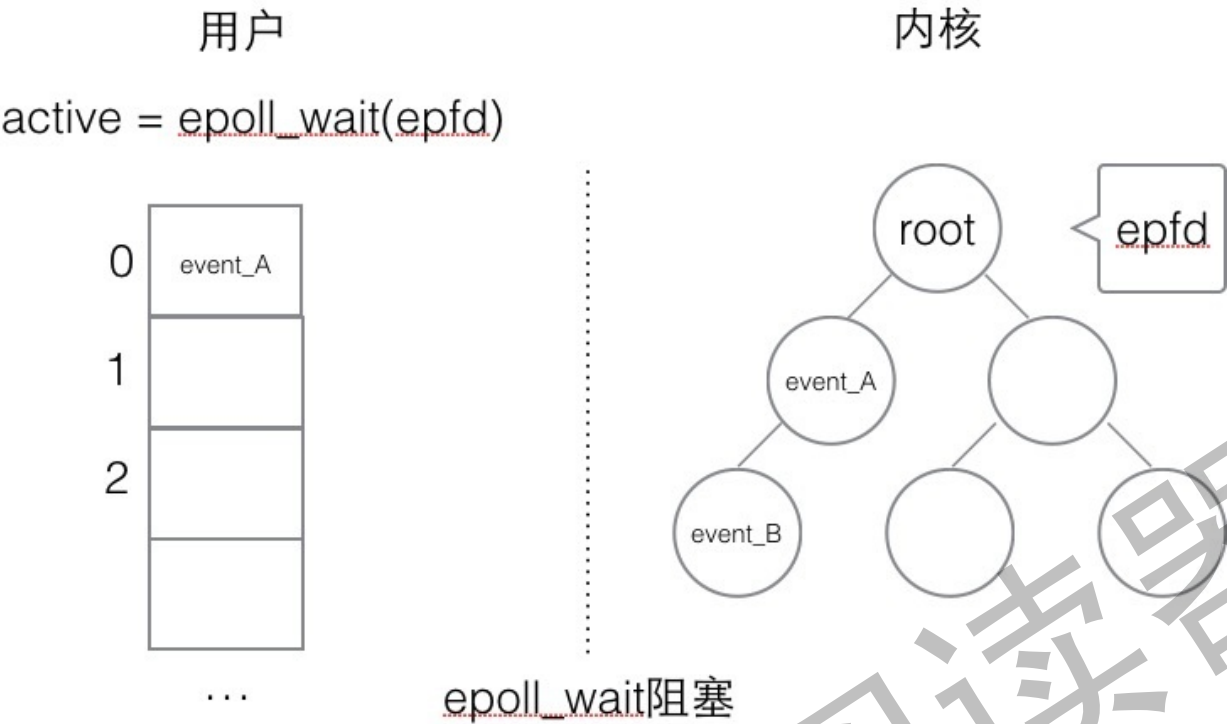 用户
内核
active = epoll_wait(epfd)
root
epfd
0
event_A
1
event_A
2
event_B
...
epoll_wait阻塞
读